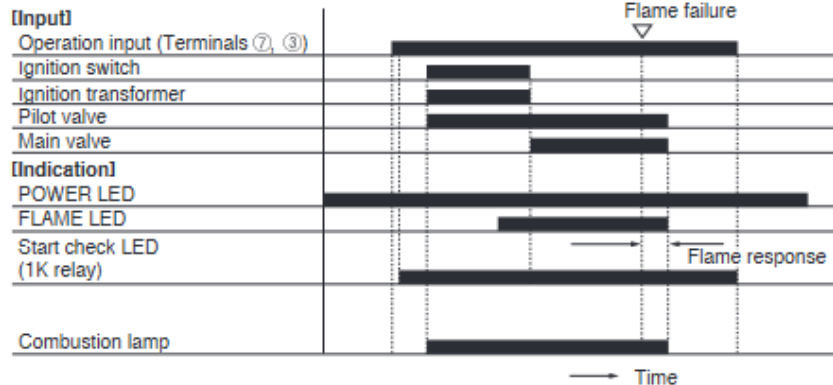 Flame failure
[Input]
Operation input (Terminals ⑦, ③)
Ignition switch
Ignition transformer
Pilot valve
Main valve
[Indication]
POWER LED
FLAME LED
Start check LED
(1K relay)
Flame response
Combustion lamp
Time